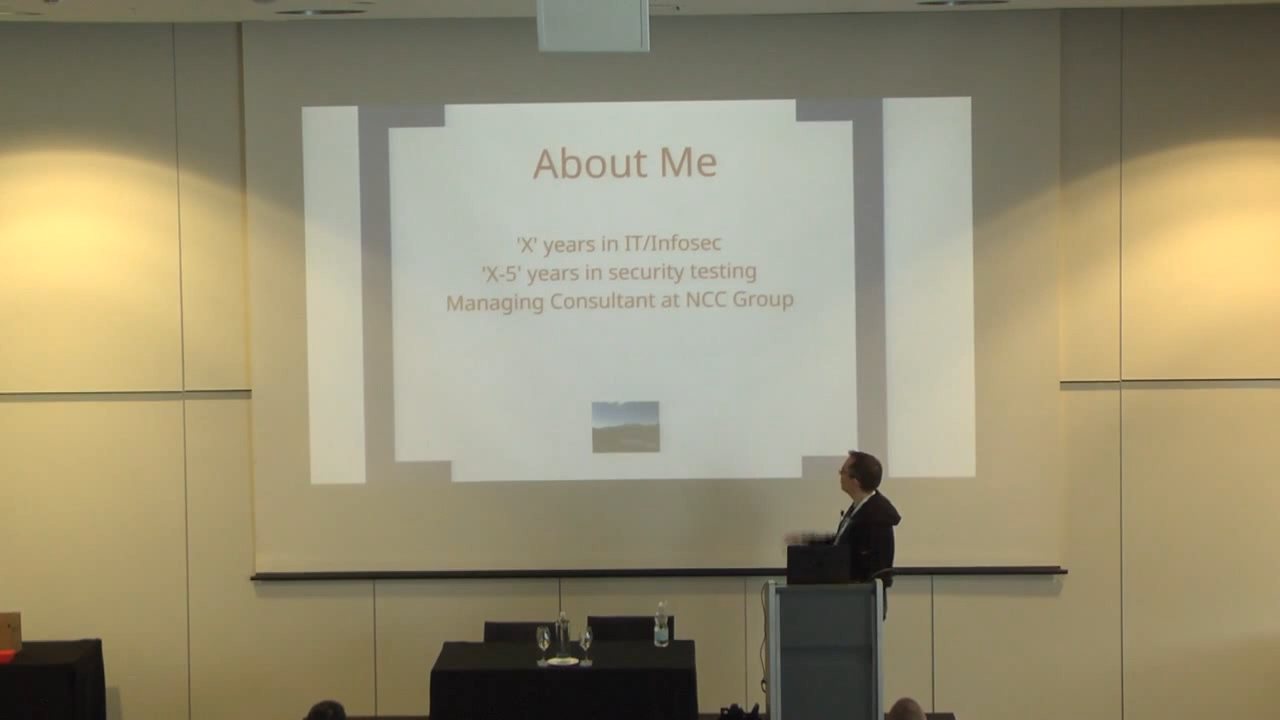 About Me
'X' years in IT/Infosec
'X-5' years in security testing
Managing Consultant at NCC Group